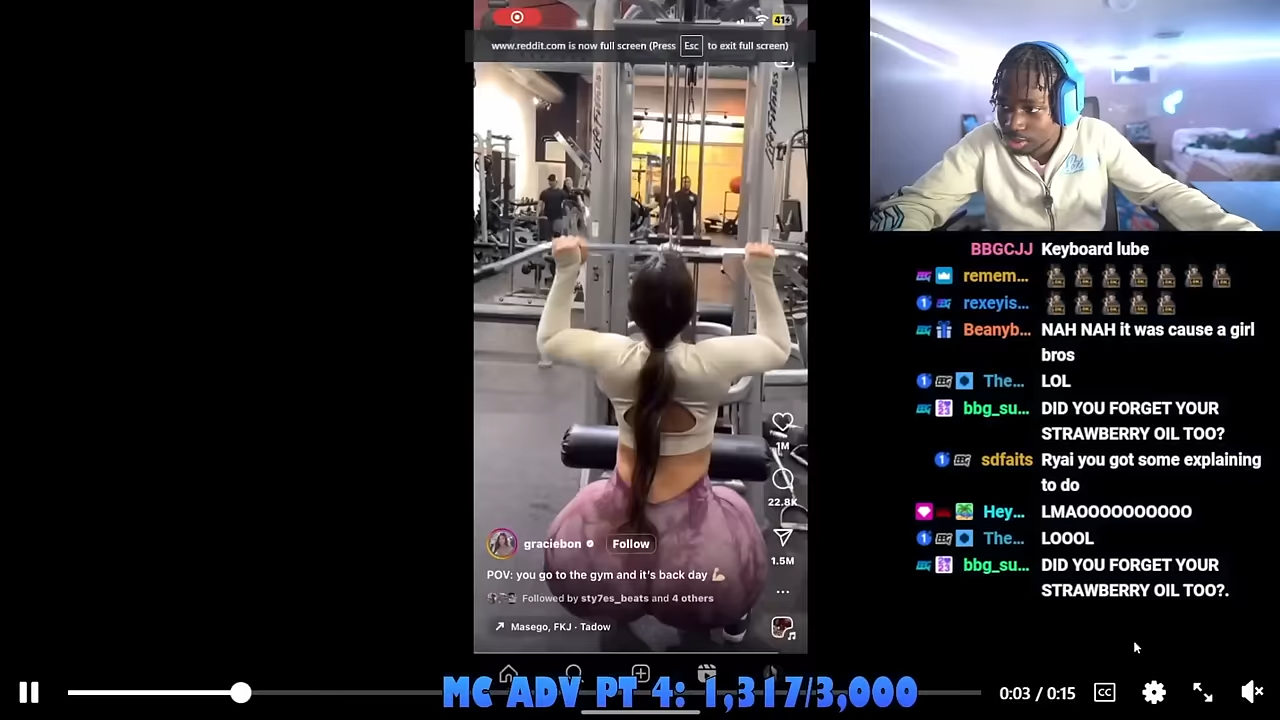 41
www.reddit.com is now full screen (Press Esc to exit full screen)
LIFE FITNESS
1M
22.8K
1.5M
graciebon
Follow
POV: you go to the gym and it's back day 💪
Followed by sty7es_beats and 4 others
Masego, FKJ · Tadow
BBGCJJ Keyboard lube
remem...
rexeyis...
Beanyb... NAH NAH it was cause a girl
bros
The... LOL
bbg_su... DID YOU FORGET YOUR
STRAWBERRY OIL TOO?
sdfaits Ryai you got some explaining
to do
Hey... LMAOOOOOOOOOO
The... LOOOL
bbg_su... DID YOU FORGET YOUR
STRAWBERRY OIL TOO?.
MC ADV PT 4: 1,317/3,000
0:03 / 0:15
CC